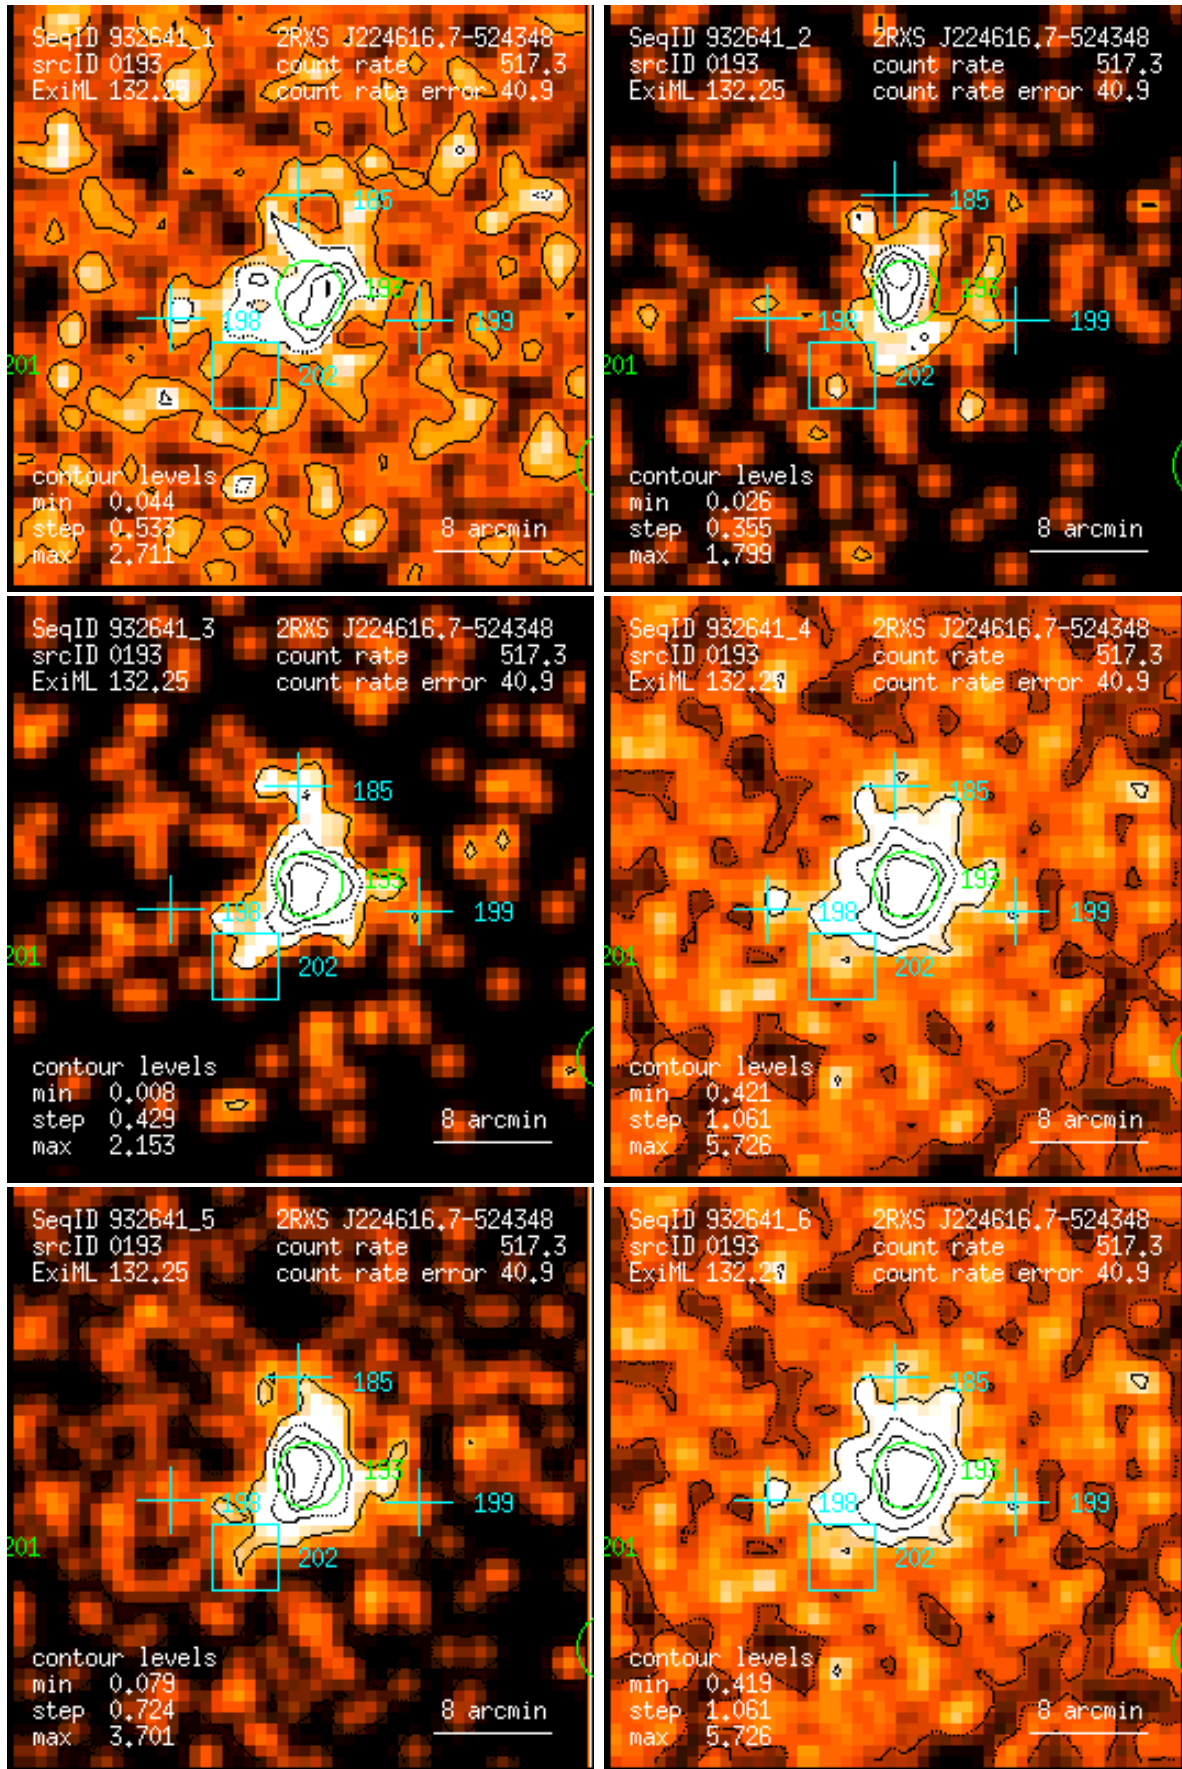 SeqID 932641_1 2RXS J224616.7-524348
srcID 0193 count rate 517.3
ExiML 132.25 count rate error 40.9
185
193
198 199
201 202
contour levels
min 0.044
step 0.533 8 arcmin
max 2.711
SeqID 932641_2 2RXS J224616.7-524348
srcID 0193 count rate 517.3
ExiML 132.25 count rate error 40.9
185
193
198 199
201 202
contour levels
min 0.026
step 0.355 8 arcmin
max 1.799
SeqID 932641_3 2RXS J224616.7-524348
srcID 0193 count rate 517.3
ExiML 132.25 count rate error 40.9
185
193
198 199
201 202
contour levels
min 0.008
step 0.429 8 arcmin
max 2.153
SeqID 932641_4 2RXS J224616.7-524348
srcID 0193 count rate 517.3
ExiML 132.25 count rate error 40.9
185
193
198 199
201 202
contour levels
min 0.421
step 1.061 8 arcmin
max 5.726
SeqID 932641_5 2RXS J224616.7-524348
srcID 0193 count rate 517.3
ExiML 132.25 count rate error 40.9
185
193
198 199
201 202
contour levels
min 0.079
step 0.724 8 arcmin
max 3.701
SeqID 932641_6 2RXS J224616.7-524348
srcID 0193 count rate 517.3
ExiML 132.25 count rate error 40.9
185
193
198 199
201 202
contour levels
min 0.419
step 1.061 8 arcmin
max 5.726